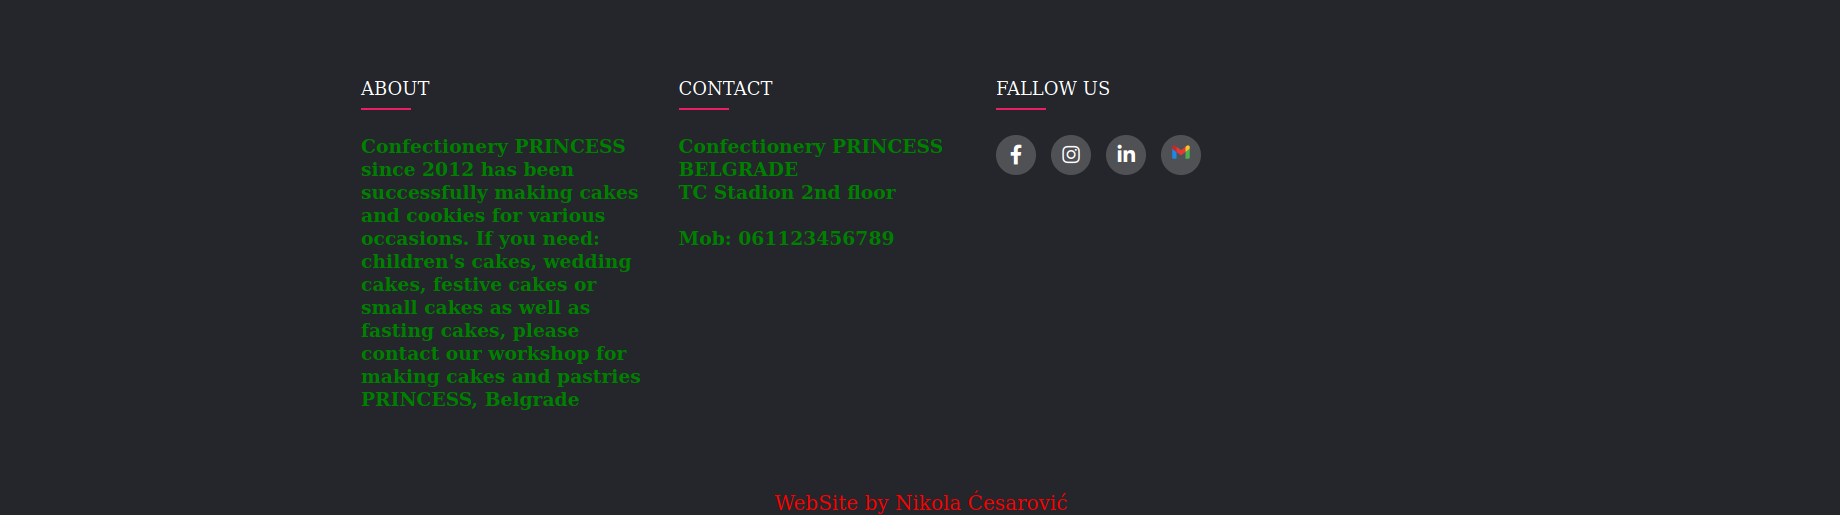 ABOUT
Confectionery PRINCESS
since 2012 has been
successfully making cakes
and cookies for various
occasions. If you need:
children's cakes, wedding
cakes, festive cakes or
small cakes as well as
fasting cakes, please
contact our workshop for
making cakes and pastries
PRINCESS, Belgrade
CONTACT
Confectionery PRINCESS
BELGRADE
TC Stadion 2nd floor
Mob: 061123456789
FALLOW US
WebSite by Nikola Ćesarović